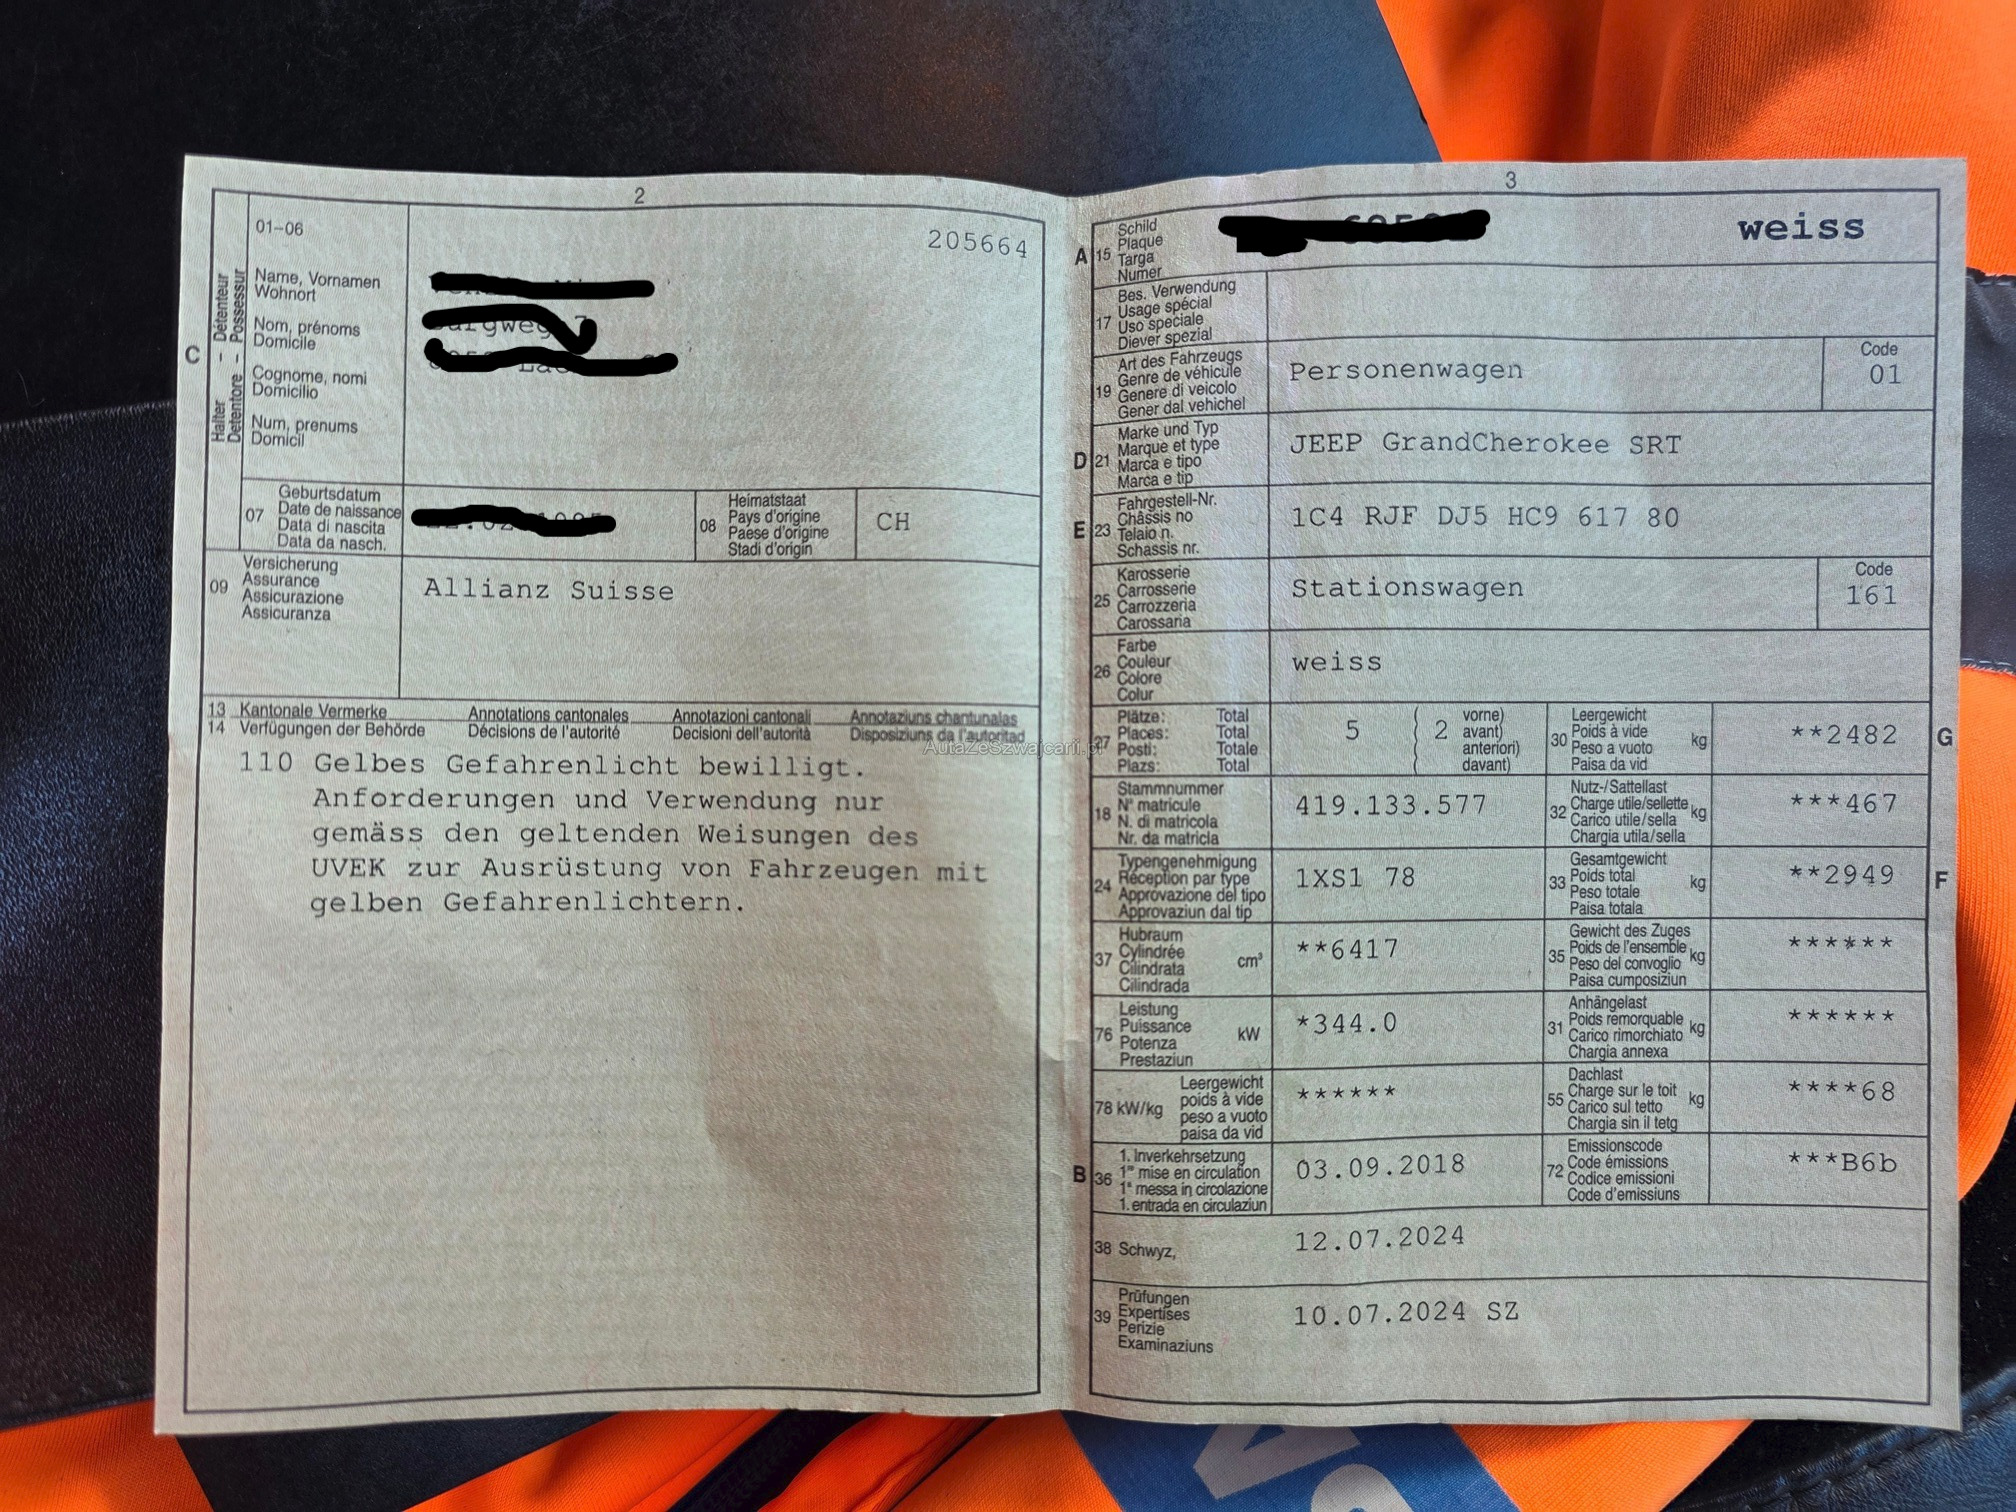 2
01-06
205664
Halter - Détenteur
Detentore - Possessur
C
Name, Vornamen
Wohnort
Nom, prénoms
Domicile
Cognome, nomi
Domicilio
Num, prenums
Domicil
07
Geburtsdatum
Date de naissance
Data di nascita
Data da nasch.
08
Heimatstaat
Pays d'origine
Paese d'origine
Stadi d'origin
CH
09
Versicherung
Assurance
Assicurazione
Assicuranza
Allianz Suisse
13 Kantonale Vermerke Annotations cantonales Annotazioni cantonali Annotaziuns chantunalas
14 Verfügungen der Behörde Décisions de l'autorité Decisioni dell'autorità Disposiziuns da l'autoritad
AutaZeSzwajcarii.pl
110 Gelbes Gefahrenlicht bewilligt.
Anforderungen und Verwendung nur
gemäss den geltenden Weisungen des
UVEK zur Ausrüstung von Fahrzeugen mit
gelben Gefahrenlichtern.
3
A 15
Schild
Plaque
Targa
Numer
weiss
17
Bes. Verwendung
Usage spécial
Uso speciale
Diever spezial
19
Art des Fahrzeugs
Genre de véhicule
Genere di veicolo
Gener dal vehichel
Personenwagen
Code
01
D 21
Marke und Typ
Marque et type
Marca e tipo
Marca e tip
JEEP GrandCherokee SRT
E 23
Fahrgestell-Nr.
Châssis no
Telaio n.
Schassis nr.
1C4 RJF DJ5 HC9 617 80
25
Karosserie
Carrosserie
Carrozzeria
Carossaria
Stationswagen
Code
161
26
Farbe
Couleur
Colore
Colur
weiss
27
Plätze: Total
Places: Total
Posti: Totale
Plazs: Total
5 ( 2
vorne)
avant)
anteriori)
davant)
30
Leergewicht
Poids à vide
Peso a vuoto
Paisa da vid
kg
**2482
G
18
Stammnummer
N° matricule
N. di matricola
Nr. da matricla
419.133.577
32
Nutz-/Sattellast
Charge utile/sellette
Carico utile/sella
Chargia utila/sella
kg
***467
24
Typengenehmigung
Réception par type
Approvazione del tipo
Approvaziun dal tip
1XS1 78
33
Gesamtgewicht
Poids total
Peso totale
Paisa totala
kg
**2949
F
37
Hubraum
Cylindrée
Cilindrata
Cilindrada
cm³
**6417
35
Gewicht des Zuges
Poids de l'ensemble
Peso del convoglio
Paisa cumposiziun
kg
******
76
Leistung
Puissance
Potenza
Prestaziun
kW
*344.0
31
Anhängelast
Poids remorquable
Carico rimorchiato
Chargia annexa
kg
******
78 kW/kg
Leergewicht
poids à vide
peso a vuoto
paisa da vid
******
55
Dachlast
Charge sur le toit
Carico sul tetto
Chargia sin il tetg
kg
****68
B 36
1. Inverkehrsetzung
1re mise en circulation
1a messa in circolazione
1. entrada en circulaziun
03.09.2018
72
Emissionscode
Code émissions
Codice emissioni
Code d'emissiuns
***B6b
38 Schwyz,
12.07.2024
39
Prüfungen
Expertises
Perizie
Examinaziuns
10.07.2024 SZ